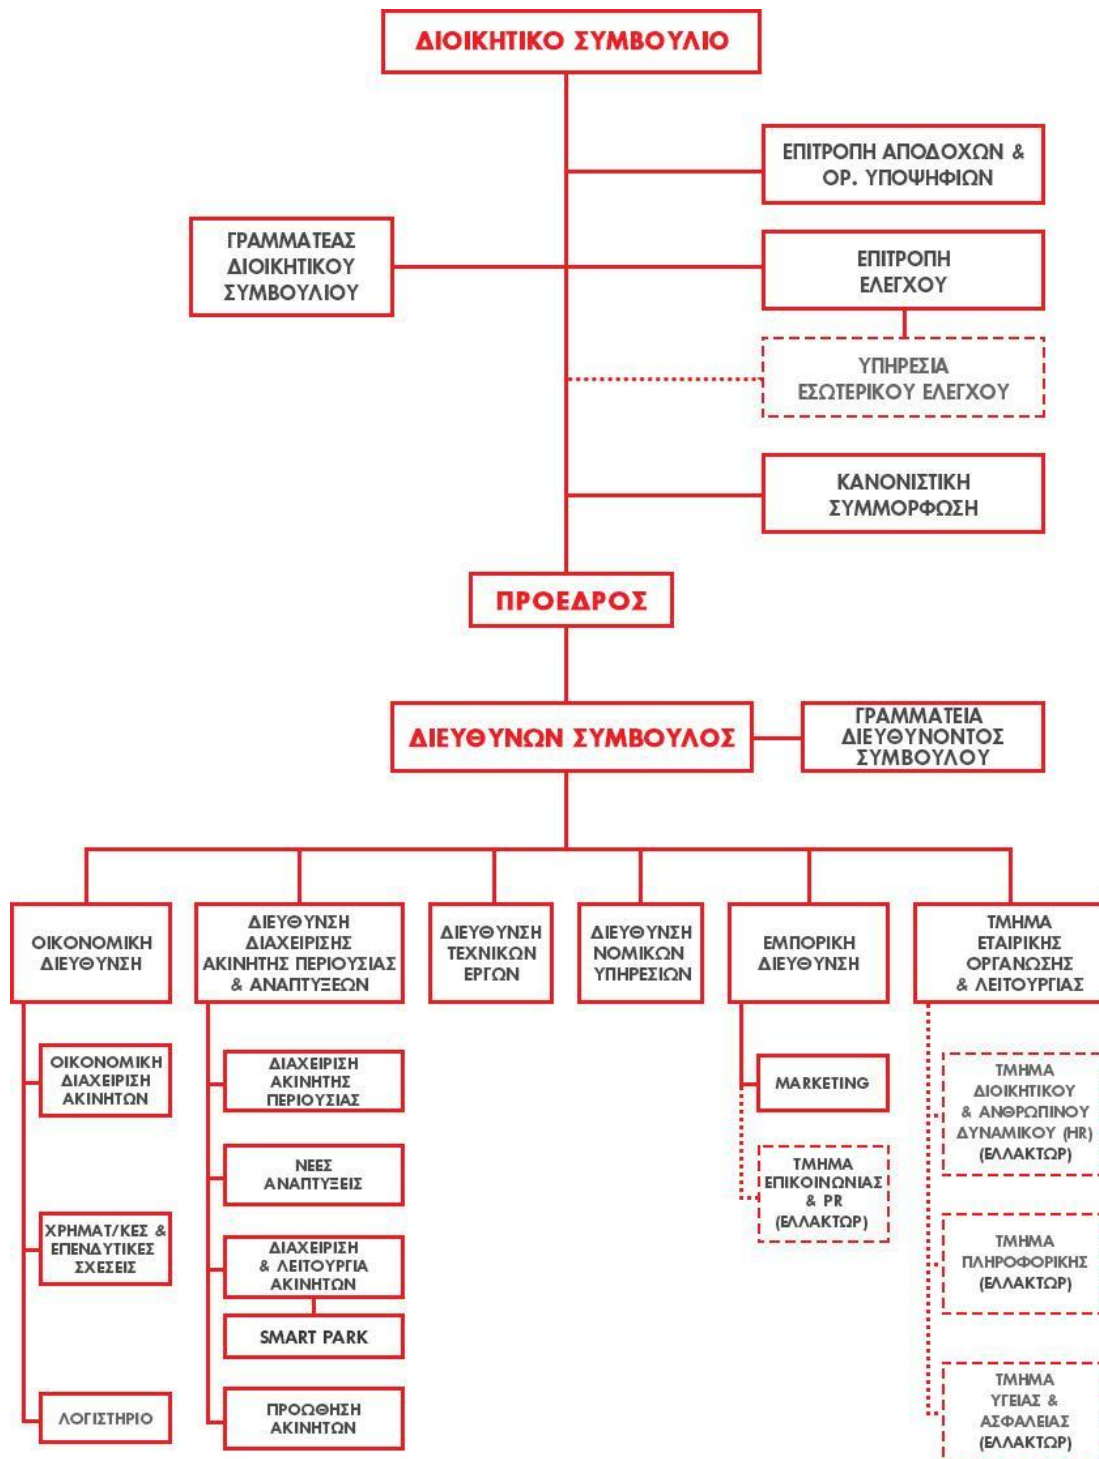 ΔΙΟΙΚΗΤΙΚΟ ΣΥΜΒΟΥΛΙΟ
ΕΠΙΤΡΟΠΗ ΑΠΟΔΟΧΩΝ &
ΟΡ. ΥΠΟΨΗΦΙΩΝ
ΓΡΑΜΜΑΤΕΑΣ
ΔΙΟΙΚΗΤΙΚΟΥ
ΣΥΜΒΟΥΛΙΟΥ
ΕΠΙΤΡΟΠΗ
ΕΛΕΓΧΟΥ
ΥΠΗΡΕΣΙΑ
ΕΣΩΤΕΡΙΚΟΥ ΕΛΕΓΧΟΥ
ΚΑΝΟΝΙΣΤΙΚΗ
ΣΥΜΜΟΡΦΩΣΗ
ΠΡΟΕΔΡΟΣ
ΔΙΕΥΘΥΝΩΝ ΣΥΜΒΟΥΛΟΣ
ΓΡΑΜΜΑΤΕΙΑ
ΔΙΕΥΘΥΝΟΝΤΟΣ
ΣΥΜΒΟΥΛΟΥ
ΟΙΚΟΝΟΜΙΚΗ
ΔΙΕΥΘΥΝΣΗ
ΔΙΕΥΘΥΝΣΗ
ΔΙΑΧΕΙΡΙΣΗΣ
ΑΚΙΝΗΤΗΣ ΠΕΡΙΟΥΣΙΑΣ
& ΑΝΑΠΤΥΞΕΩΝ
ΔΙΕΥΘΥΝΣΗ
ΤΕΧΝΙΚΩΝ
ΕΡΓΩΝ
ΔΙΕΥΘΥΝΣΗ
ΝΟΜΙΚΩΝ
ΥΠΗΡΕΣΙΩΝ
ΕΜΠΟΡΙΚΗ
ΔΙΕΥΘΥΝΣΗ
ΤΜΗΜΑ
ΕΤΑΙΡΙΚΗΣ
ΟΡΓΑΝΩΣΗΣ
& ΛΕΙΤΟΥΡΓΙΑΣ
ΟΙΚΟΝΟΜΙΚΗ
ΔΙΑΧΕΙΡΙΣΗ
ΑΚΙΝΗΤΩΝ
ΧΡΗΜΑΤ/ΚΕΣ &
ΕΠΕΝΔΥΤΙΚΕΣ
ΣΧΕΣΕΙΣ
ΛΟΓΙΣΤΗΡΙΟ
ΔΙΑΧΕΙΡΙΣΗ
ΑΚΙΝΗΤΗΣ
ΠΕΡΙΟΥΣΙΑΣ
ΝΕΕΣ
ΑΝΑΠΤΥΞΕΙΣ
ΔΙΑΧΕΙΡΙΣΗ
& ΛΕΙΤΟΥΡΓΙΑ
ΑΚΙΝΗΤΩΝ
SMART PARK
ΠΡΟΩΘΗΣΗ
ΑΚΙΝΗΤΩΝ
MARKETING
ΤΜΗΜΑ
ΕΠΙΚΟΙΝΩΝΙΑΣ
& PR
(ΕΛΛΑΚΤΩΡ)
ΤΜΗΜΑ
ΔΙΟΙΚΗΤΙΚΟΥ
& ΑΝΘΡΩΠΙΝΟΥ
ΔΥΝΑΜΙΚΟΥ (HR)
(ΕΛΛΑΚΤΩΡ)
ΤΜΗΜΑ
ΠΛΗΡΟΦΟΡΙΚΗΣ
(ΕΛΛΑΚΤΩΡ)
ΤΜΗΜΑ
ΥΓΕΙΑΣ &
ΑΣΦΑΛΕΙΑΣ
(ΕΛΛΑΚΤΩΡ)